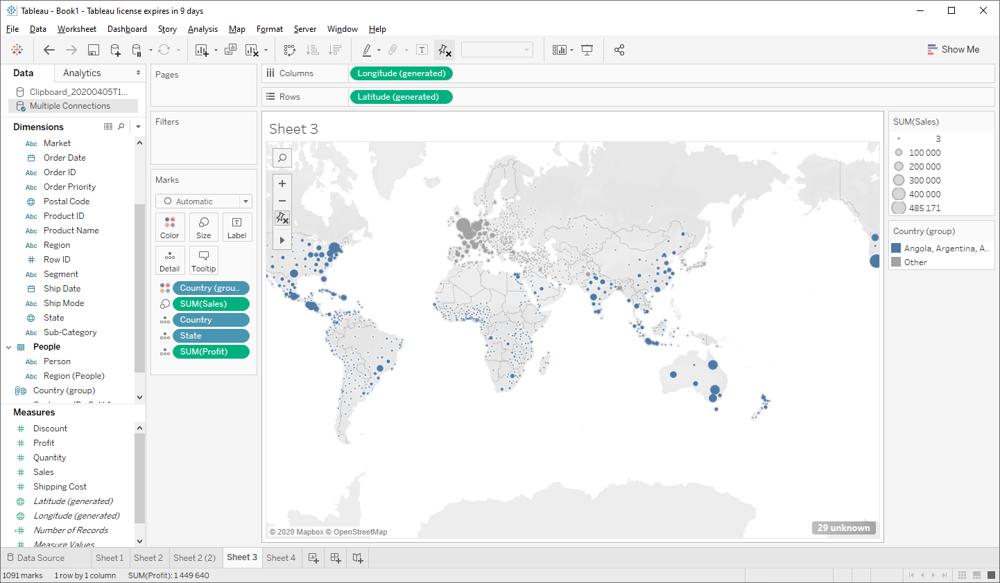 Tableau - Book1 - Tableau license expires in 9 days
File Data Worksheet Dashboard Story Analysis Map Format Server Window Help
Show Me
Data Analytics
Clipboard_20200405T1...
Multiple Connections
Dimensions
Abc Market
Order Date
Abc Order ID
Abc Order Priority
Postal Code
Abc Product ID
Abc Product Name
Abc Region
Row ID
Abc Segment
Ship Date
Abc Ship Mode
State
Abc Sub-Category
People
Abc Person
Abc Region (People)
Country (group)
Measures
Discount
Profit
Quantity
Sales
Shipping Cost
Latitude (generated)
Longitude (generated)
Number of Records
Measure Values
Pages
Filters
Marks
Automatic
Color Size Label
Detail Tooltip
Country (grou..
SUM(Sales)
Country
State
SUM(Profit)
Columns Longitude (generated)
Rows Latitude (generated)
Sheet 3
© 2020 Mapbox © OpenStreetMap
29 unknown
SUM(Sales)
3
100 000
200 000
300 000
400 000
485 171
Country (group)
Angola, Argentina, A..
Other
Data Source Sheet 1 Sheet 2 Sheet 2 (2) Sheet 3 Sheet 4
1091 marks 1 row by 1 column SUM(Profit): 1 449 640